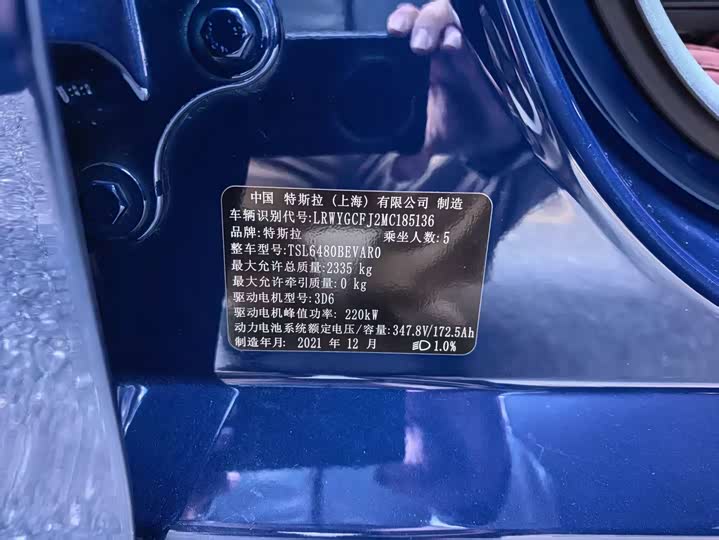 中国 特斯拉（上海）有限公司 制造
车辆识别代号:LRWYGCFJ2MC185136
品牌:特斯拉 乘坐人数:5
整车型号:TSL6480BEVAR0
最大允许总质量:2335 kg
最大允许牵引质量:0 kg
驱动电机型号:3D6
驱动电机峰值功率: 220kW
动力电池系统额定电压/容量:347.8V/172.5Ah
制造年月: 2021 年 12 月 1.0%